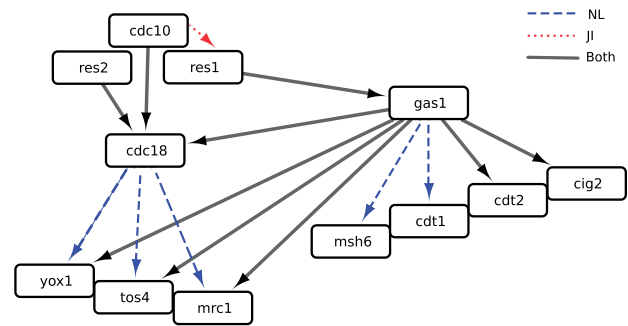 NL
JI
Both
cdc10
res2
res1
gas1
cdc18
cig2
cdt2
cdt1
msh6
yox1
tos4
mrc1